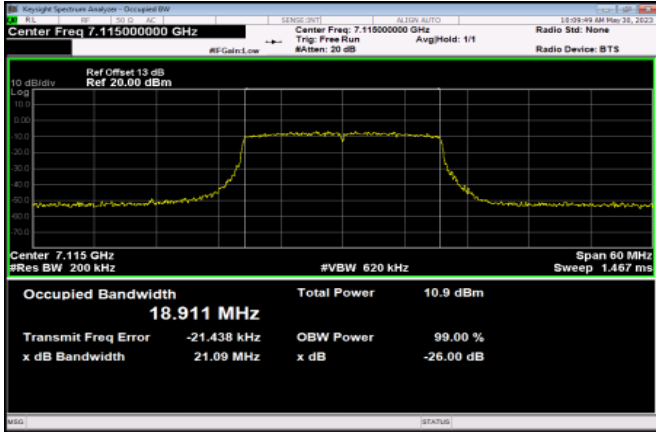 Keysight Spectrum Analyzer - Occupied BW
RL RF 50 Ω AC SENSE:INT ALIGN AUTO 10:09:49 AM May 30, 2023
Center Freq 7.115000000 GHz Center Freq: 7.115000000 GHz Radio Std: None
Trig: Free Run Avg|Hold: 1/1
#IFGain:Low #Atten: 20 dB Radio Device: BTS
Ref Offset 13 dB
10 dB/div Ref 20.00 dBm
Log
10.0
0.00
-10.0
-20.0
-30.0
-40.0
-50.0
-60.0
-70.0
Center 7.115 GHz Span 60 MHz
#Res BW 200 kHz #VBW 620 kHz Sweep 1.467 ms
Occupied Bandwidth Total Power 10.9 dBm
18.911 MHz
Transmit Freq Error -21.438 kHz OBW Power 99.00 %
x dB Bandwidth 21.09 MHz x dB -26.00 dB
MSG STATUS